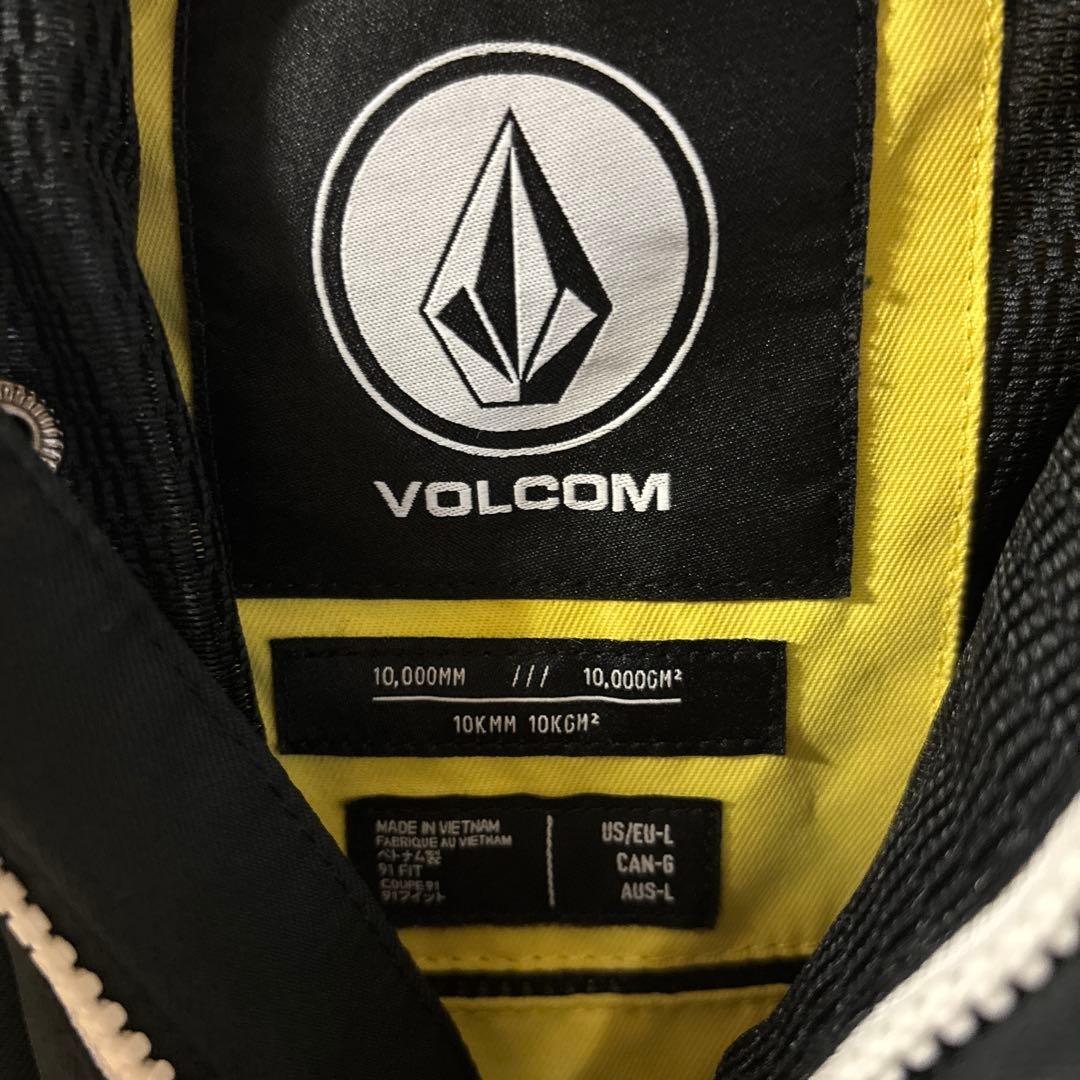 VOLCOM
10,000MM /// 10,000GM²
10KMM 10KGM²
MADE IN VIETNAM
FABRIQUE AU VIETNAM
ベトナム製
91 FIT
COUPE 91
91フィット
US/EU-L
CAN-G
AUS-L